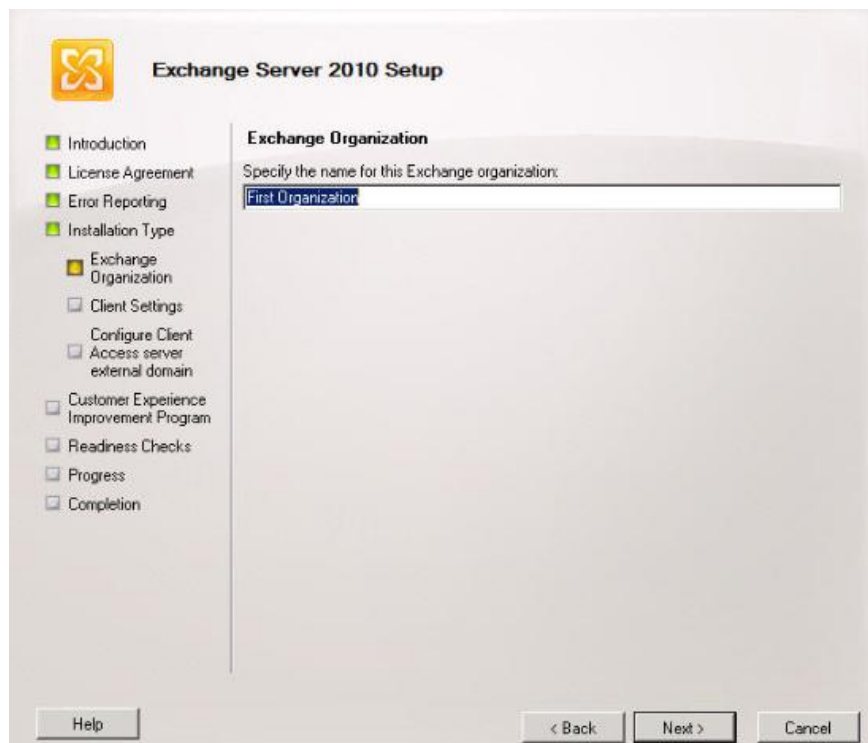 Exchange Server 2010 Setup
Introduction
License Agreement
Error Reporting
Installation Type
Exchange
Organization
Client Settings
Configure Client
Access server
external domain
Customer Experience
Improvement Program
Readiness Checks
Progress
Completion
Exchange Organization
Specify the name for this Exchange organization:
First Organization
Help
< Back
Next >
Cancel